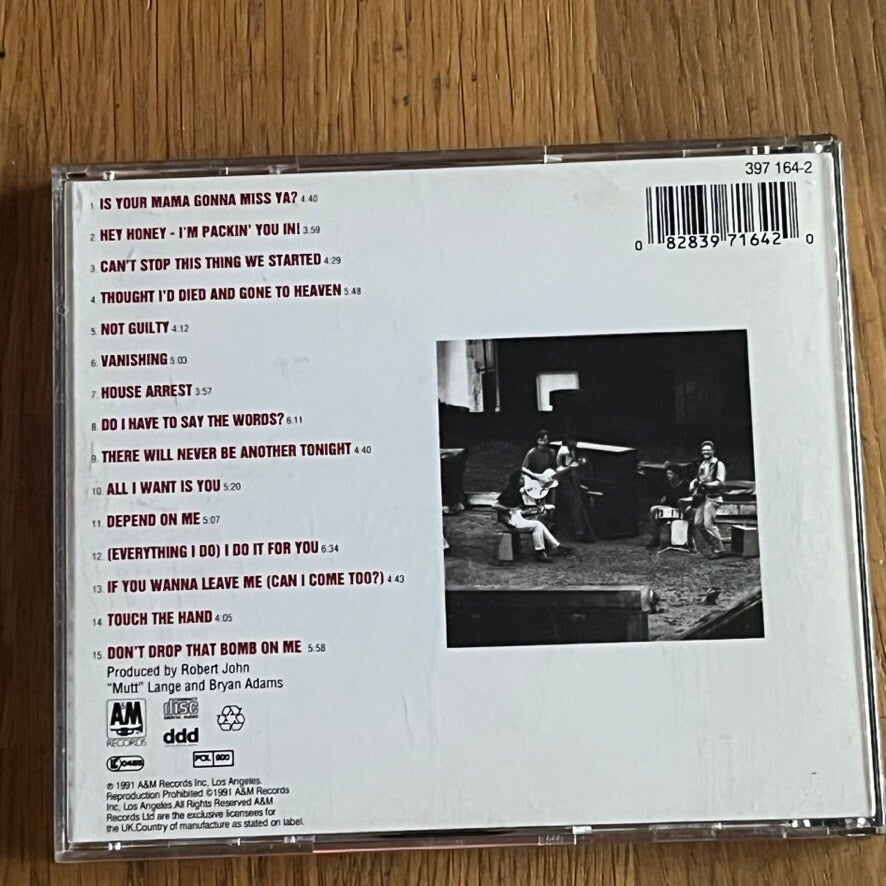 397 164-2
0 82839 71642 0
1 IS YOUR MAMA GONNA MISS YA? 4:40
2 HEY HONEY - I'M PACKIN' YOU IN! 3:59
3 CAN'T STOP THIS THING WE STARTED 4:29
4 THOUGHT I'D DIED AND GONE TO HEAVEN 5:48
5 NOT GUILTY 4:12
6 VANISHING 5:03
7 HOUSE ARREST 3:57
8 DO I HAVE TO SAY THE WORDS? 6:11
9 THERE WILL NEVER BE ANOTHER TONIGHT 4:40
10 ALL I WANT IS YOU 5:20
11 DEPEND ON ME 5:07
12 (EVERYTHING I DO) I DO IT FOR YOU 6:34
13 IF YOU WANNA LEAVE ME (CAN I COME TOO?) 4:43
14 TOUCH THE HAND 4:05
15 DON'T DROP THAT BOMB ON ME 5:58
Produced by Robert John
"Mutt" Lange and Bryan Adams
A&M
RECORDS
disc
DIGITAL AUDIO
ddd
LC 0485
POL 900
℗ 1991 A&M Records Inc, Los Angeles.
Reproduction Prohibited ©1991 A&M Records
Inc, Los Angeles.All Rights Reserved A&M
Records Ltd are the exclusive licensees for
the UK.Country of manufacture as stated on label.